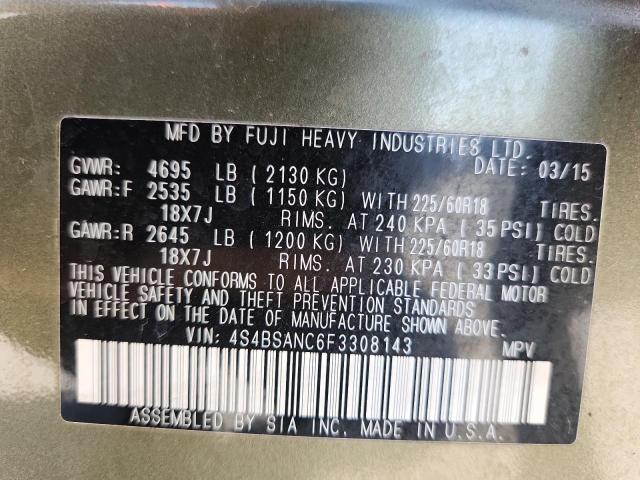 MFD BY FUJI HEAVY INDUSTRIES LTD.
GVWR: 4695 LB ( 2130 KG) DATE: 03/15
GAWR:F 2535 LB ( 1150 KG) WITH 225/60R18 TIRES.
18X7J RIMS. AT 240 KPA ( 35 PSI) COLD
GAWR:R 2645 LB ( 1200 KG) WITH 225/60R18 TIRES.
18X7J RIMS. AT 230 KPA ( 33 PSI) COLD
THIS VEHICLE CONFORMS TO ALL APPLICABLE FEDERAL MOTOR
VEHICLE SAFETY AND THEFT PREVENTION STANDARDS
IN EFFECT ON THE DATE OF MANUFACTURE SHOWN ABOVE.
VIN: 4S4BSANC6F3308143 MPV
ASSEMBLED BY SIA INC. MADE IN U.S.A.